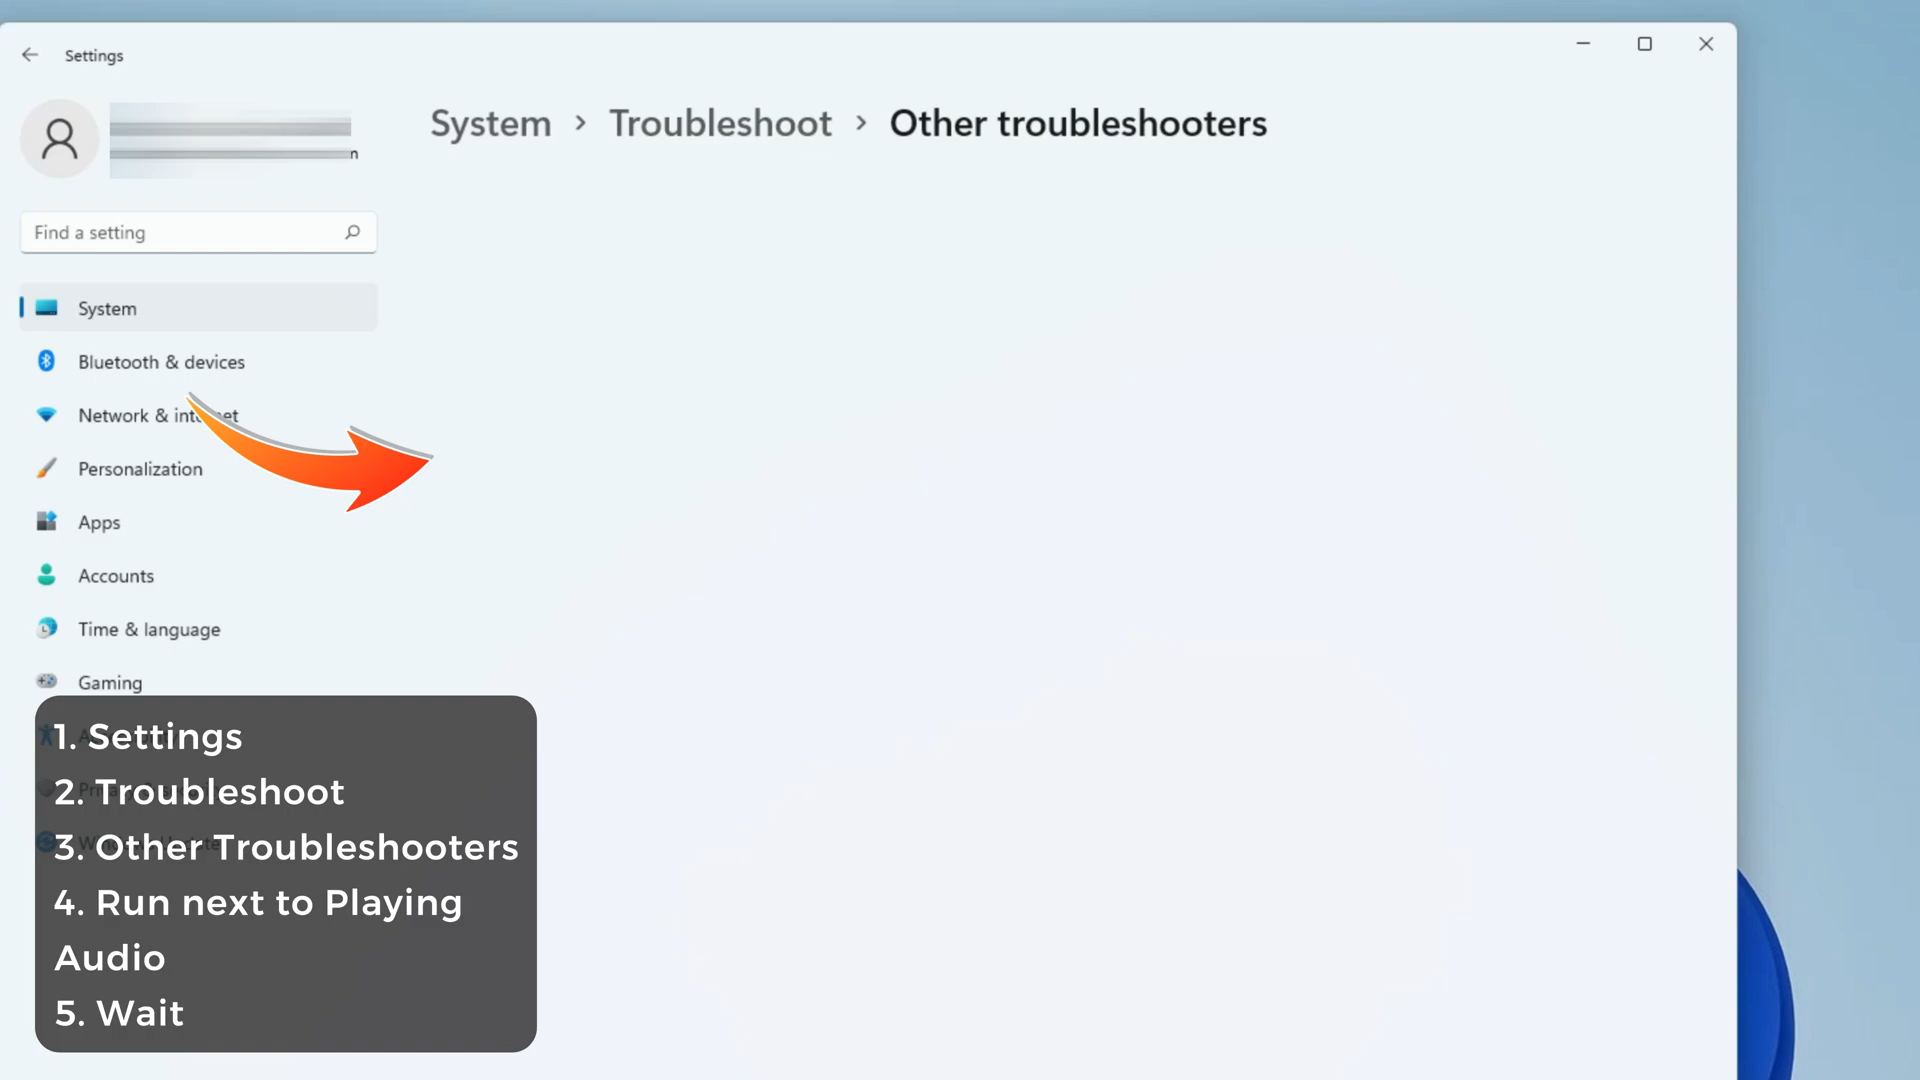 Settings
System > Troubleshoot > Other troubleshooters
n
Find a setting
System
Bluetooth & devices
Network & internet
Personalization
Apps
Accounts
Time & language
Gaming
1. Settings
2. Troubleshoot
3. Other Troubleshooters
4. Run next to Playing
Audio
5. Wait